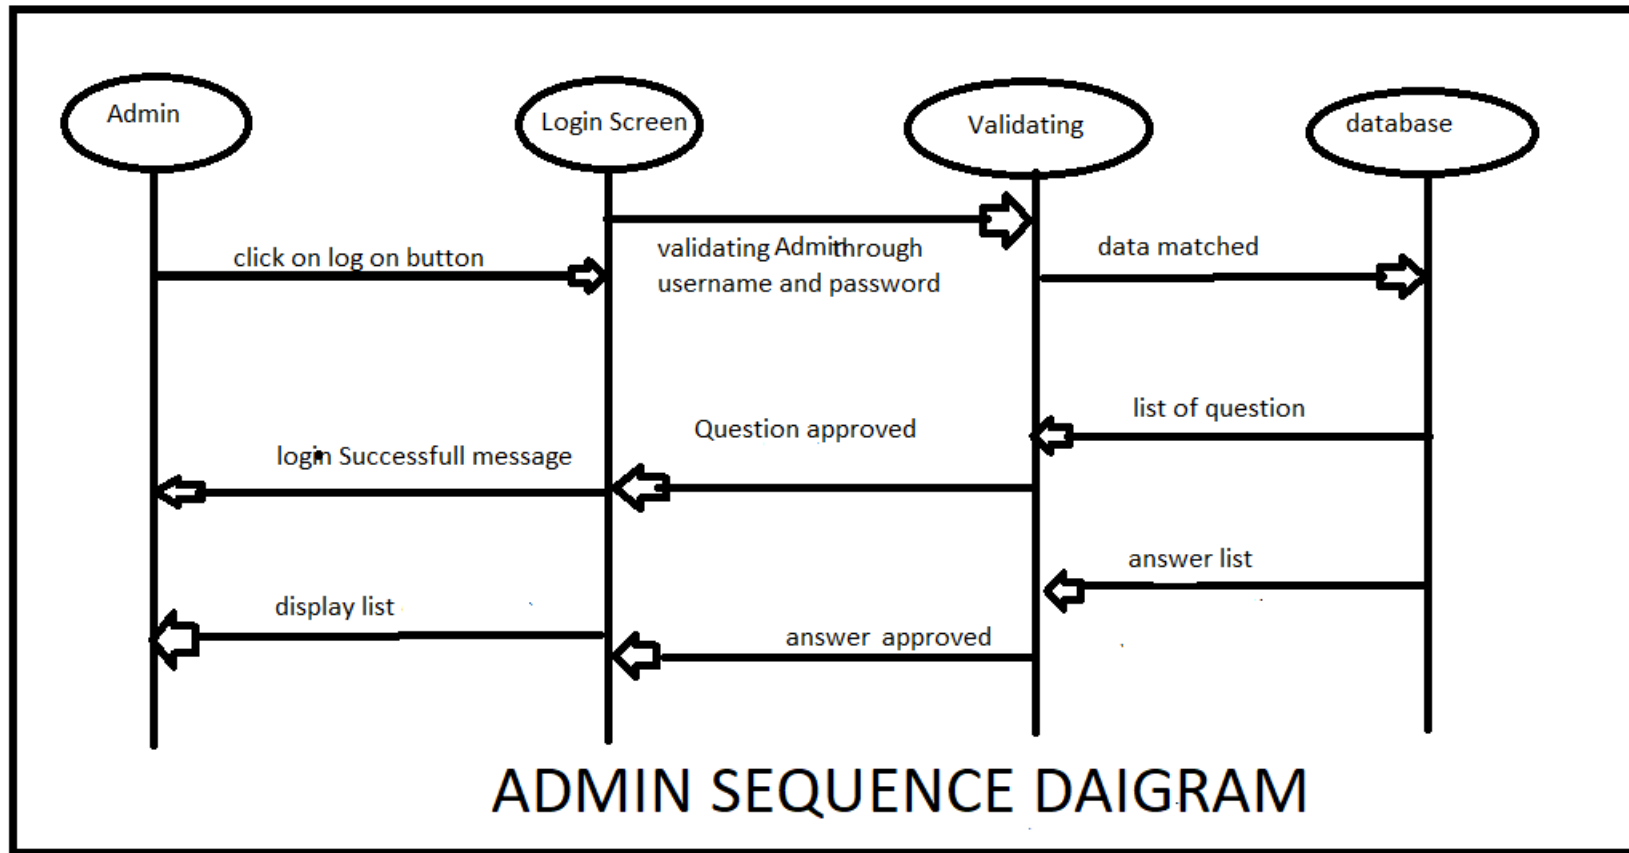 Admin
Login Screen
Validating
database
click on log on button
validating Admin through
username and password
data matched
list of question
Question approved
login Successfull message
answer list
display list
answer approved
ADMIN SEQUENCE DAIGRAM